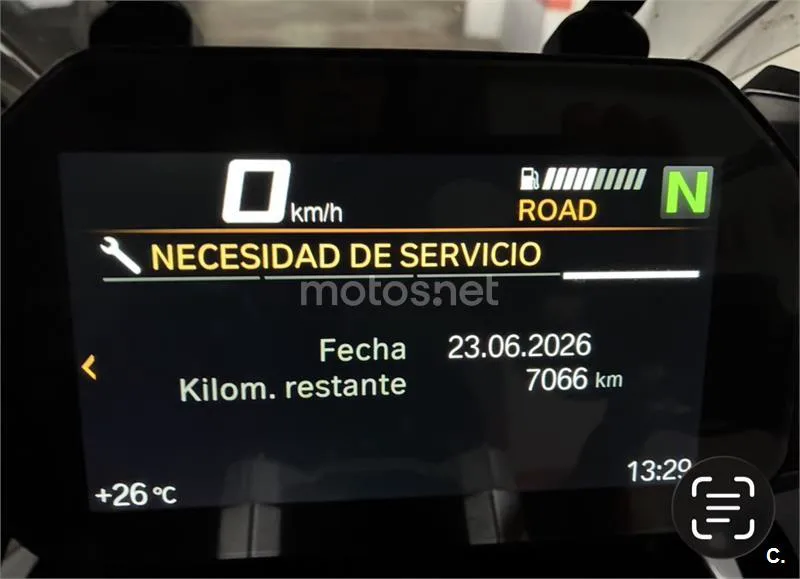 0 km/h
ROAD
N
NECESIDAD DE SERVICIO
motos.net
Fecha 23.06.2026
Kilom. restante 7066 km
+26 °C
13:29
C.